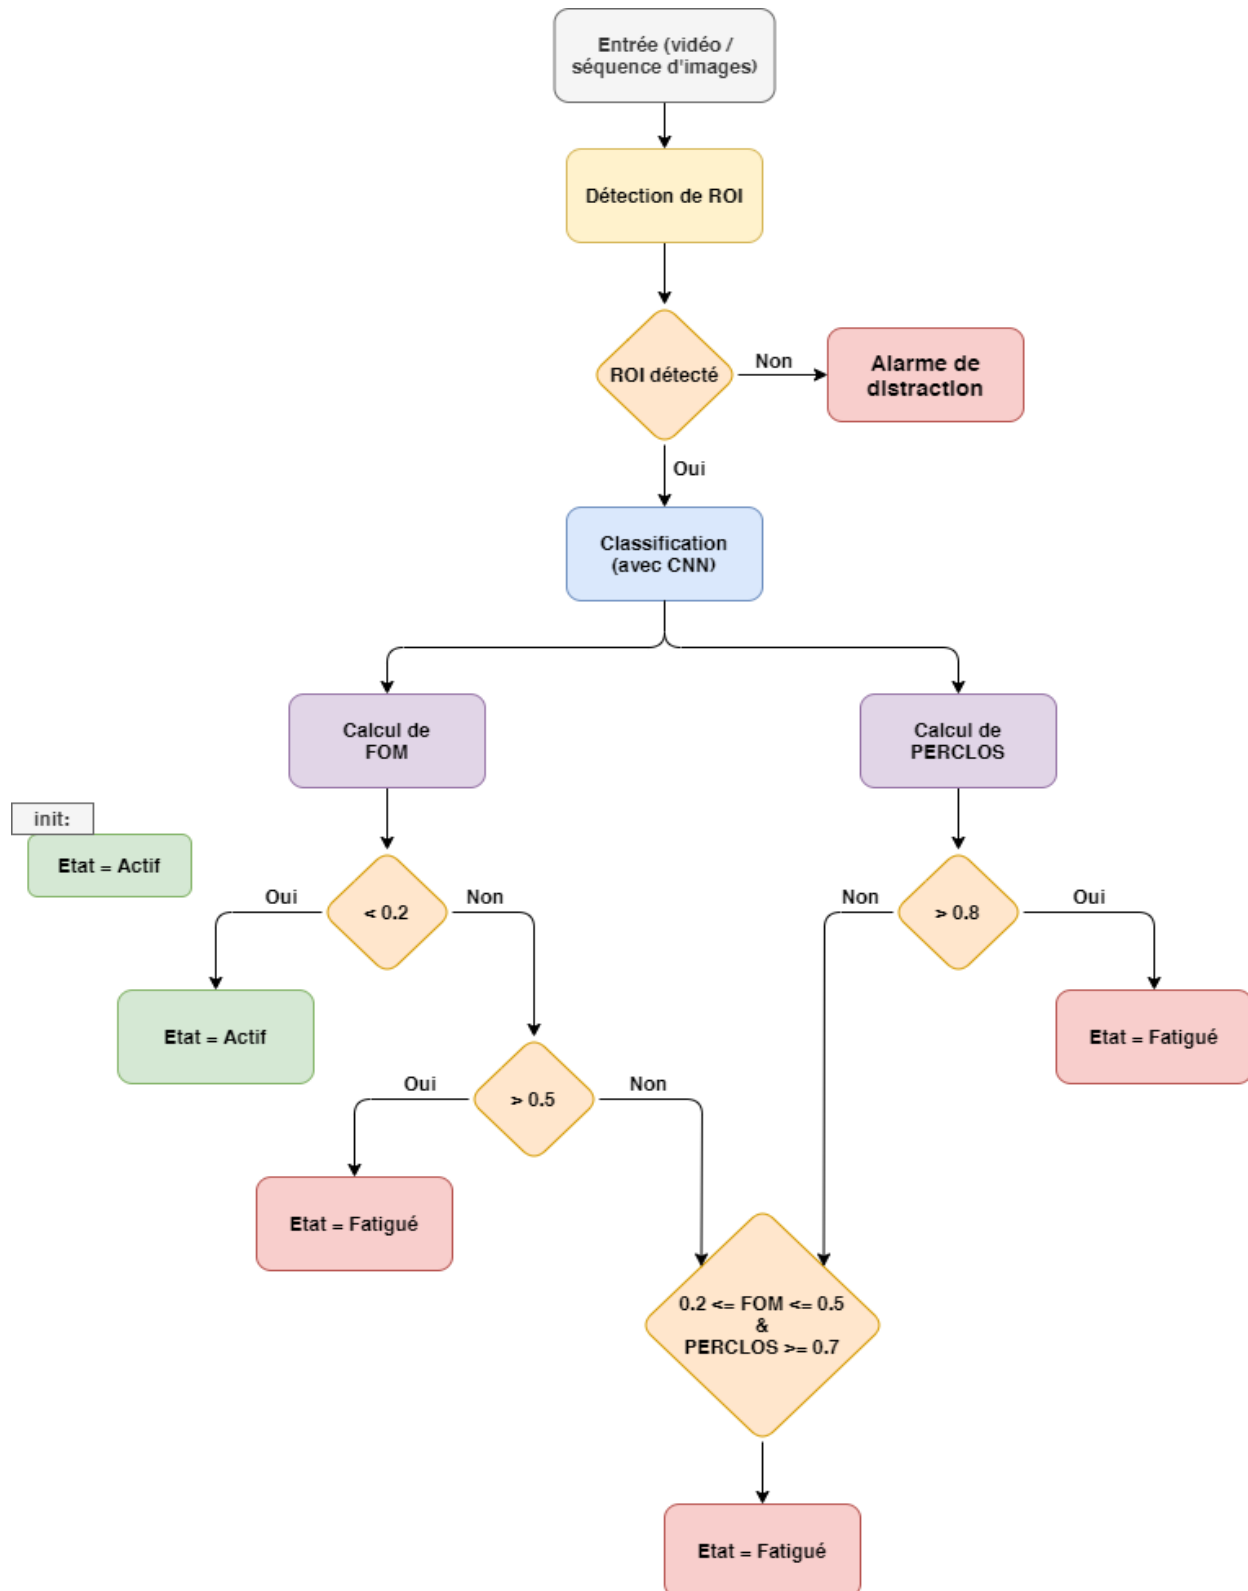 Entrée (vidéo /
séquence d'images)
Détection de ROI
ROI détecté
Non
Alarme de
distraction
Oui
Classification
(avec CNN)
Calcul de
FOM
Calcul de
PERCLOS
init:
Etat = Actif
Oui
< 0.2
Non
Non
> 0.8
Oui
Etat = Actif
Etat = Fatigué
Oui
> 0.5
Non
Etat = Fatigué
0.2 <= FOM <= 0.5
&
PERCLOS >= 0.7
Etat = Fatigué